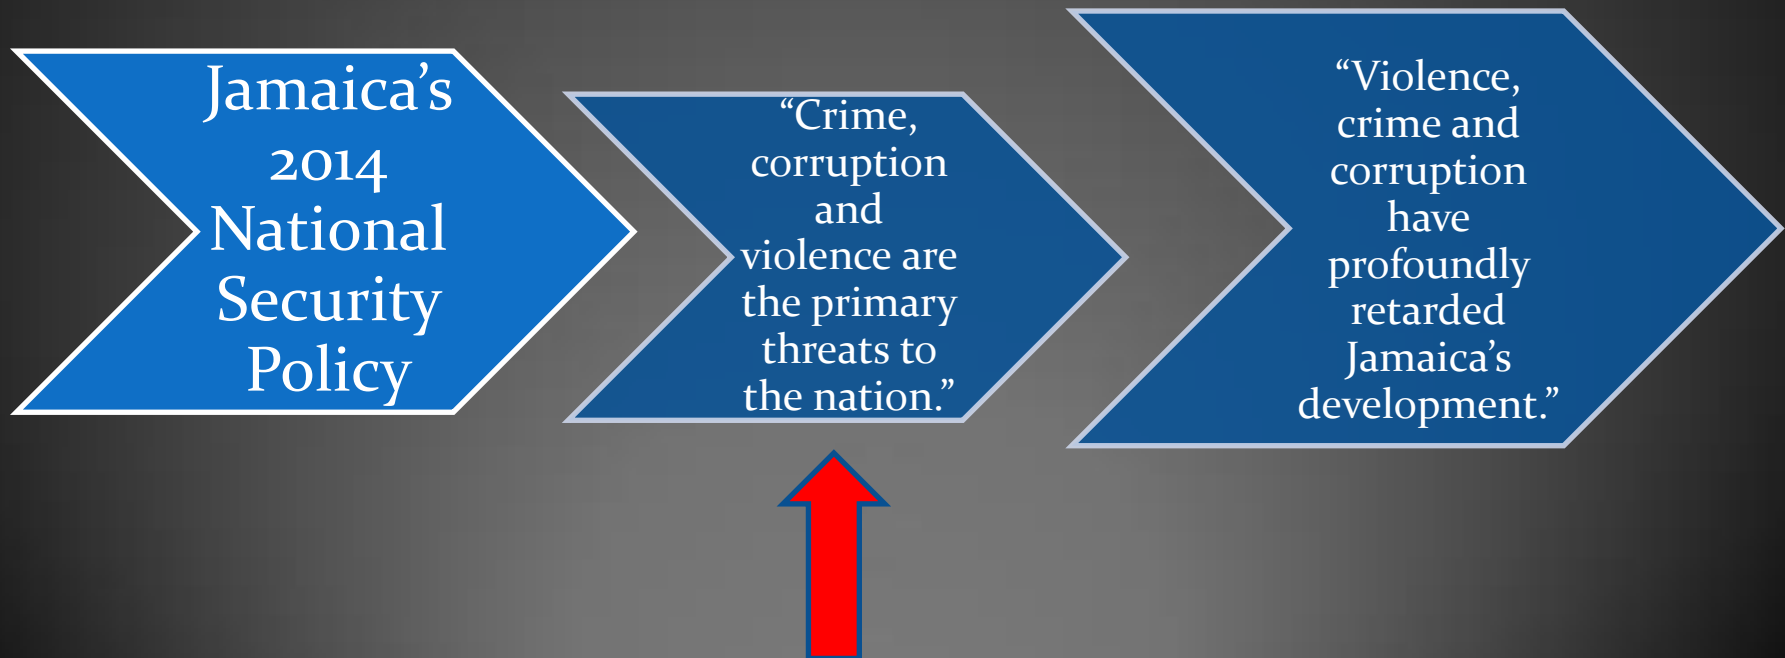 Jamaica’s
2014
National
Security
Policy
“Crime,
corruption
and
violence are
the primary
threats to
the nation.”
“Violence,
crime and
corruption
have
profoundly
retarded
Jamaica’s
development.”